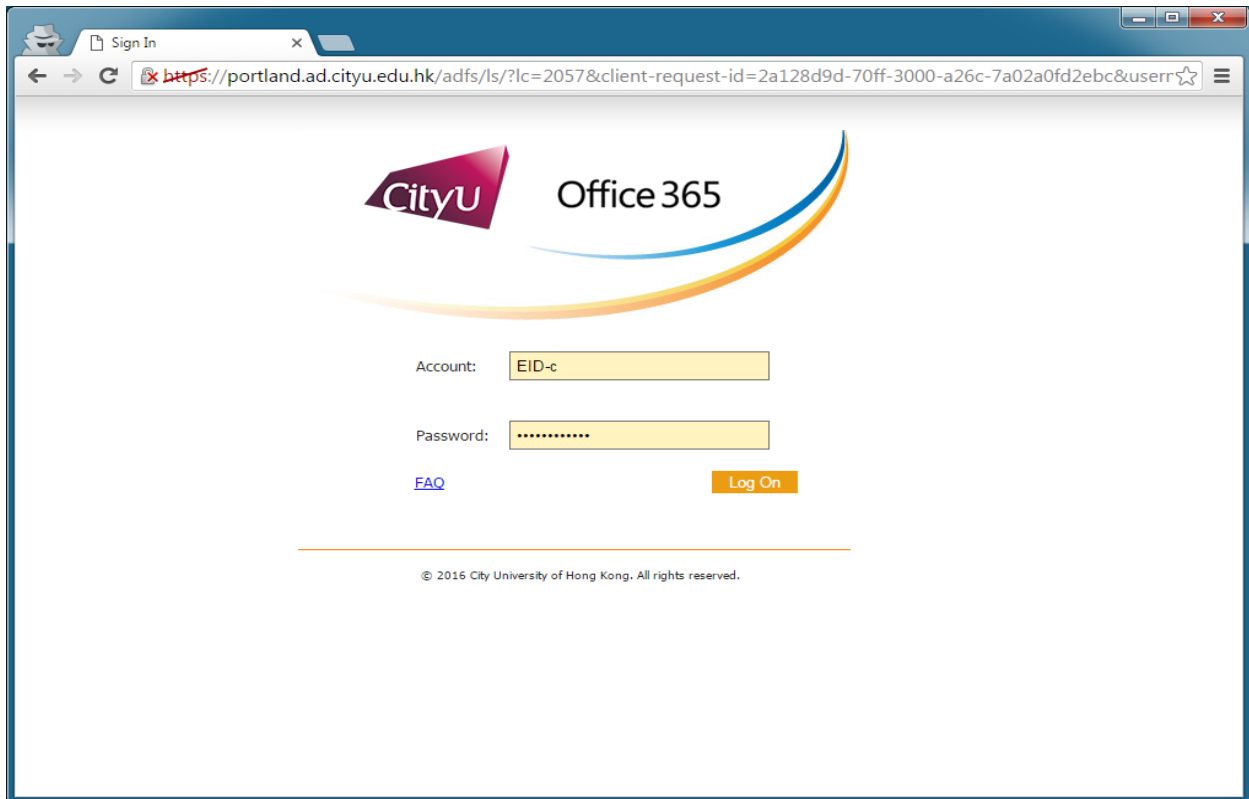 Sign In
https://portland.ad.cityu.edu.hk/adfs/ls/?lc=2057&client-request-id=2a128d9d-70ff-3000-a26c-7a02a0fd2ebc&userr
CityU Office 365
Account: EID-c
Password: ••••••••••••
FAQ Log On
© 2016 City University of Hong Kong. All rights reserved.